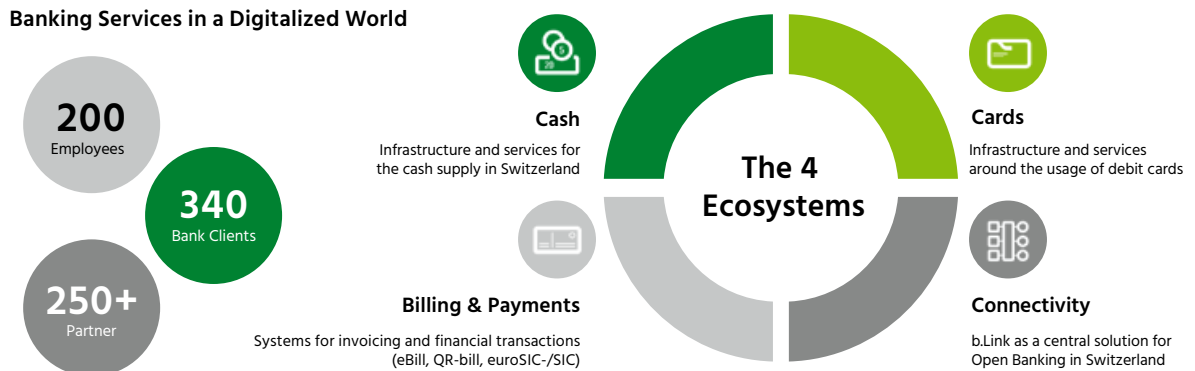 Banking Services in a Digitalized World
200
Employees
340
Bank Clients
250+
Partner
Cash
Infrastructure and services for
the cash supply in Switzerland
Billing & Payments
Systems for invoicing and financial transactions
(eBill, QR-bill, euroSIC-/SIC)
The 4
Ecosystems
Cards
Infrastructure and services
around the usage of debit cards
Connectivity
b.Link as a central solution for
Open Banking in Switzerland